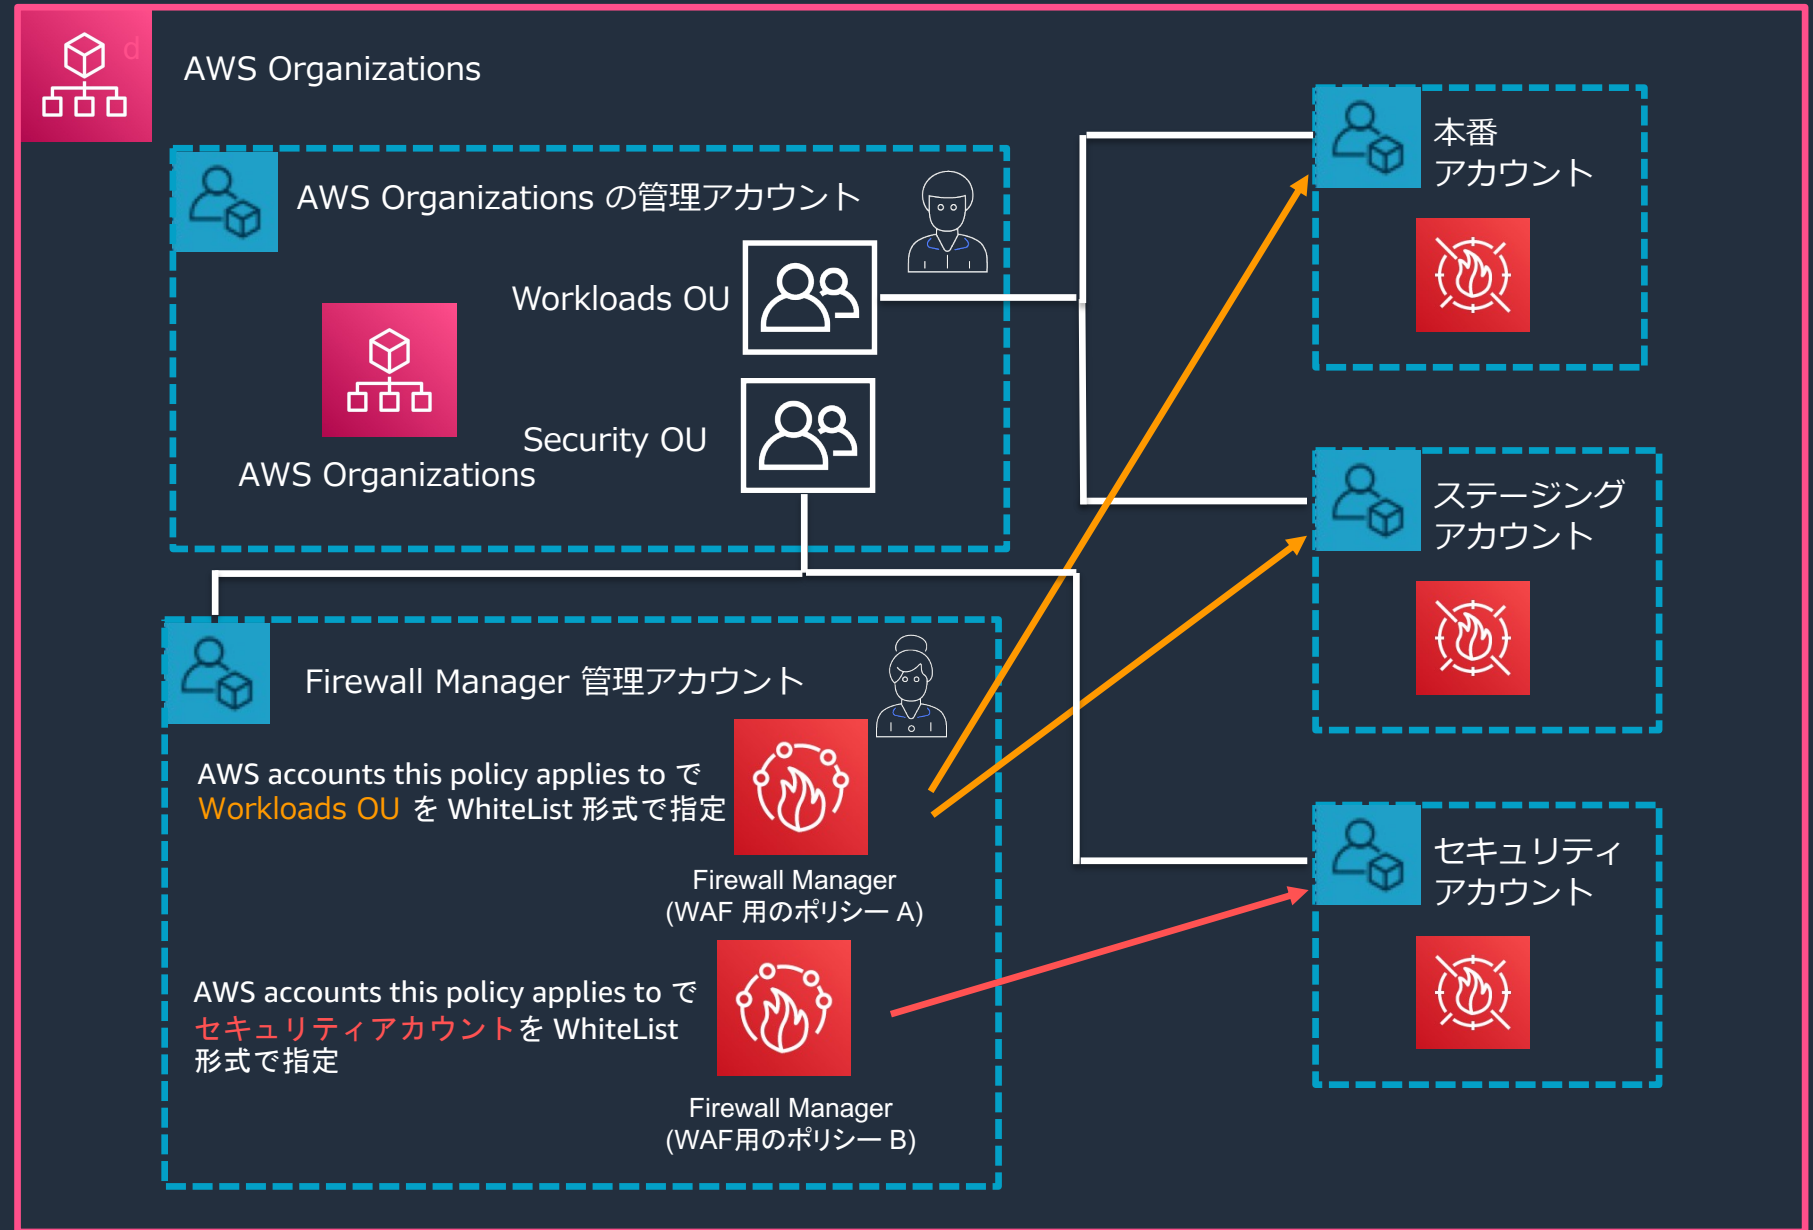 d
AWS Organizations
AWS Organizations の管理アカウント
Workloads OU
Security OU
AWS Organizations
Firewall Manager 管理アカウント
AWS accounts this policy applies to で
Workloads OU を WhiteList 形式で指定
Firewall Manager
(WAF 用のポリシー A)
AWS accounts this policy applies to で
セキュリティアカウントを WhiteList
形式で指定
Firewall Manager
(WAF用のポリシー B)
本番
アカウント
ステージング
アカウント
セキュリティ
アカウント